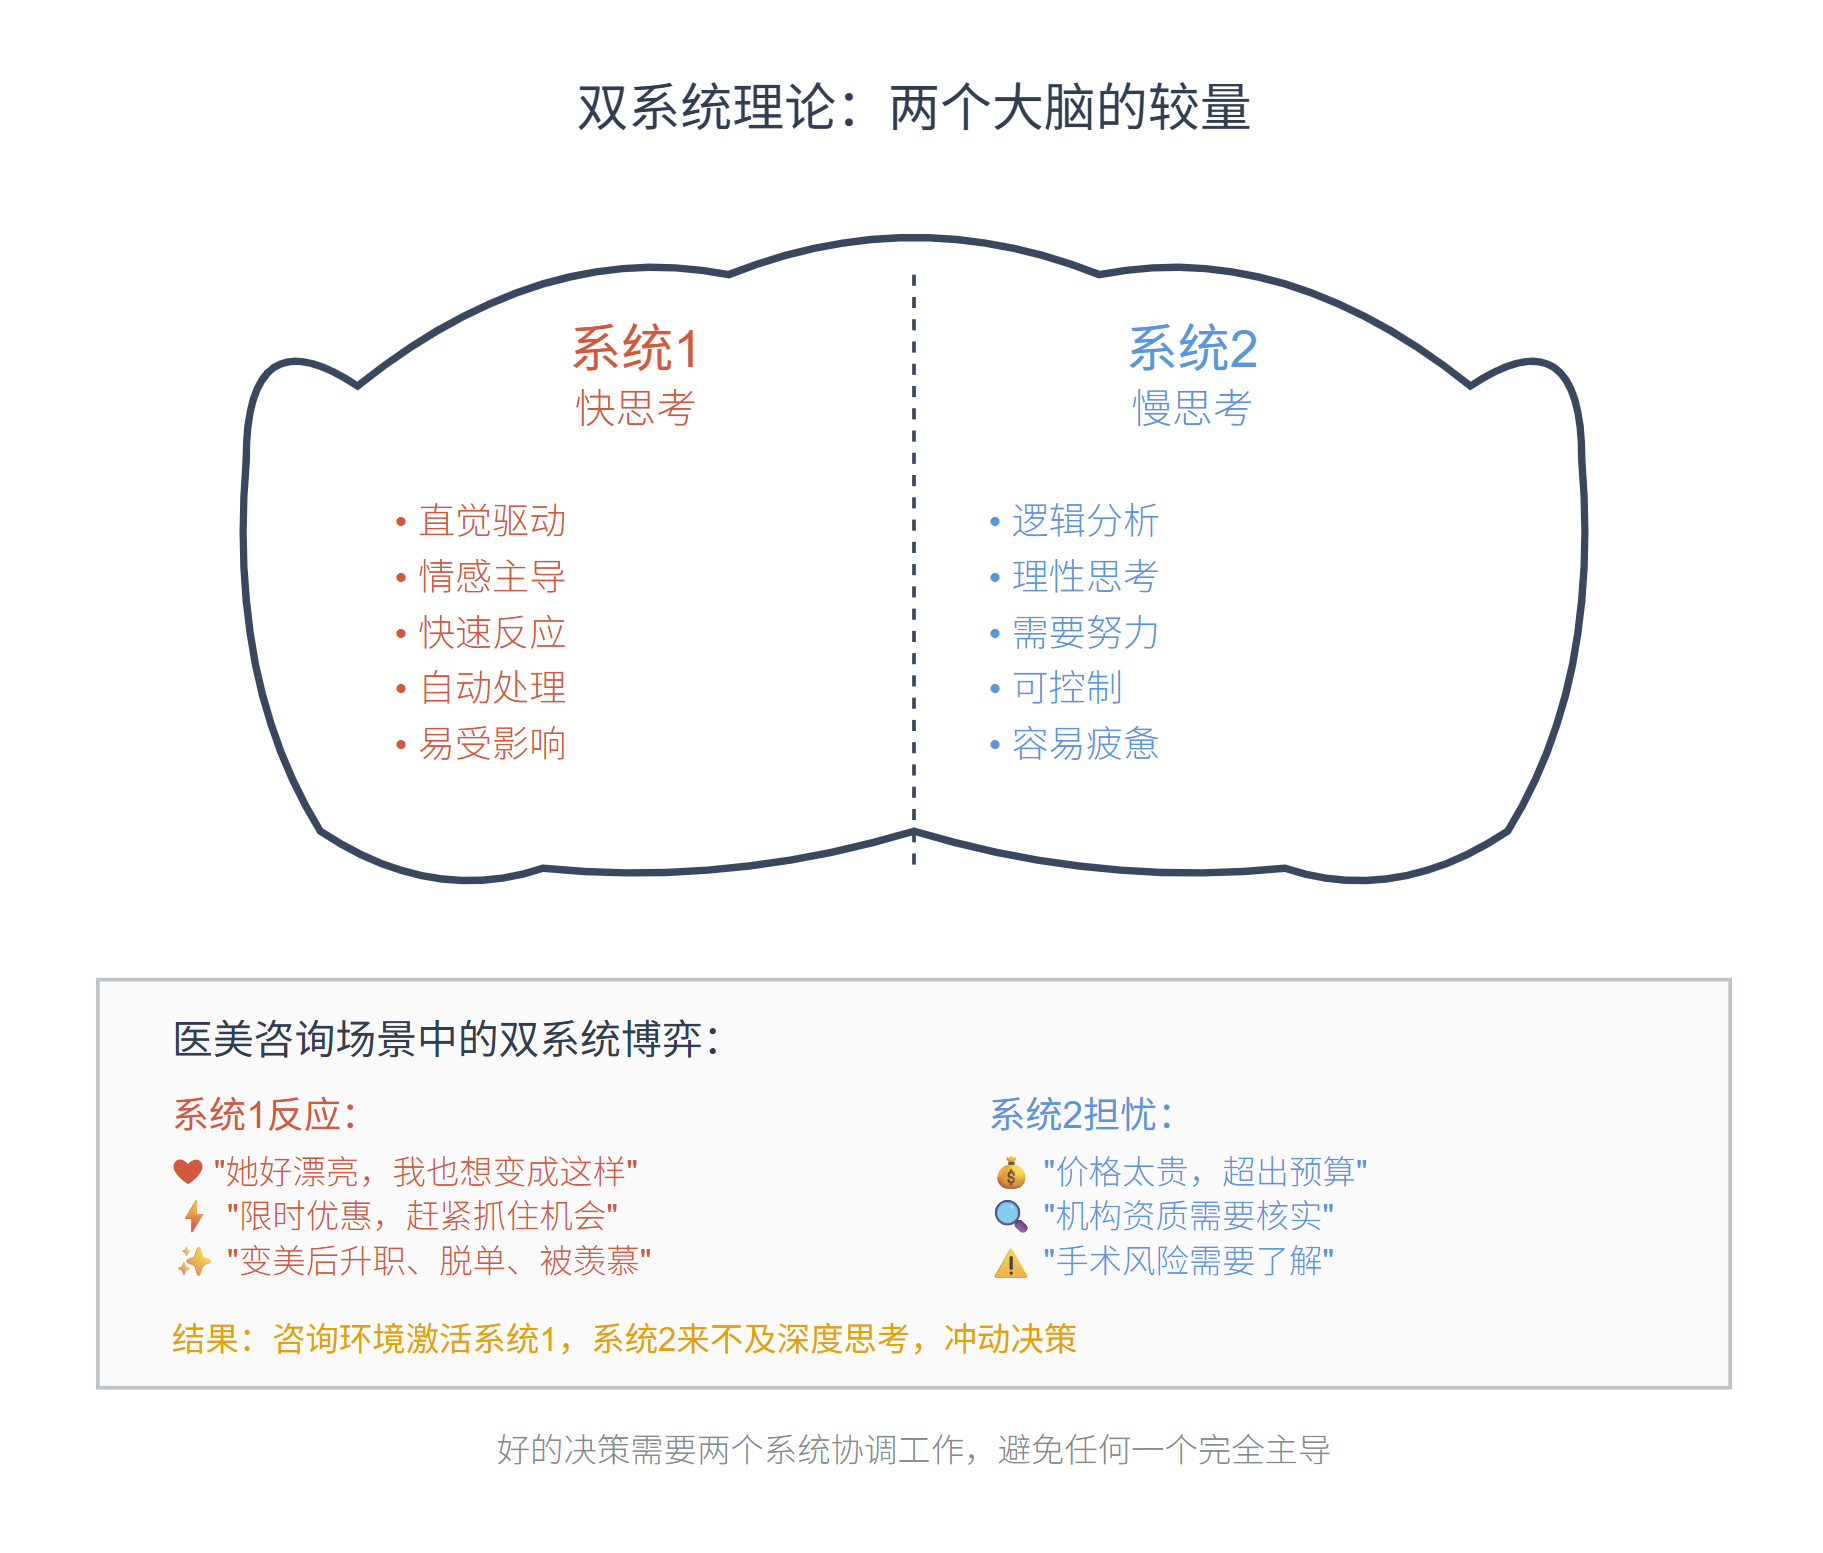 双系统理论：两个大脑的较量
系统1
快思考
• 直觉驱动
• 情感主导
• 快速反应
• 自动处理
• 易受影响
系统2
慢思考
• 逻辑分析
• 理性思考
• 需要努力
• 可控制
• 容易疲惫
医美咨询场景中的双系统博弈：
系统1反应：
"她好漂亮，我也想变成这样"
"限时优惠，赶紧抓住机会"
"变美后升职、脱单、被羡慕"
系统2担忧：
"价格太贵，超出预算"
"机构资质需要核实"
"手术风险需要了解"
结果：咨询环境激活系统1，系统2来不及深度思考，冲动决策
好的决策需要两个系统协调工作，避免任何一个完全主导